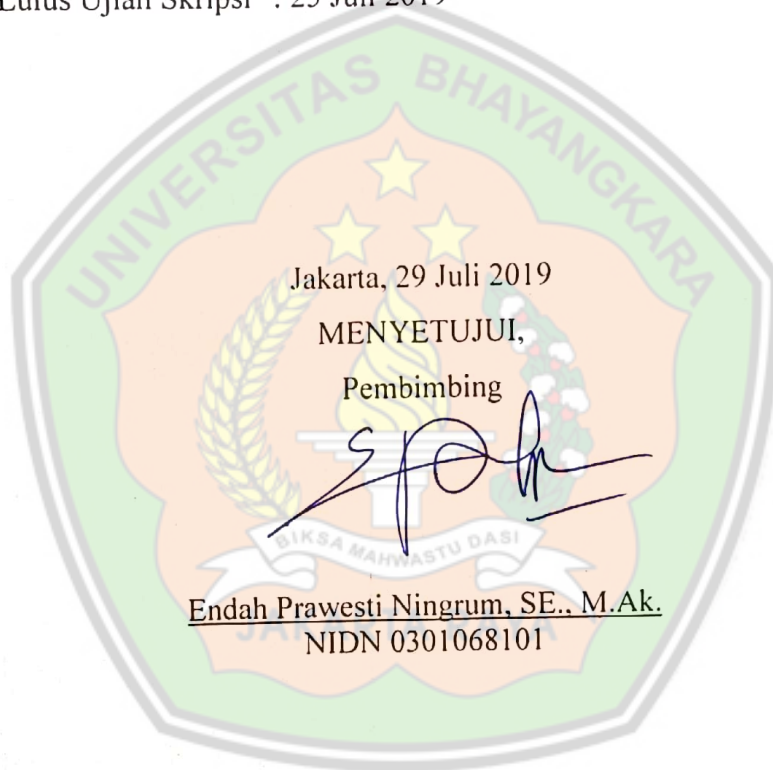 Lulus Ujian Skripsi : 25 Juli 2019
UNIVERSITAS BHAYANGKARA
Jakarta, 29 Juli 2019
MENYETUJUI,
Pembimbing
BIKSA MAHWASTU DASI
Endah Prawesti Ningrum, SE., M.Ak.
JAKARTA RAYA
NIDN 0301068101